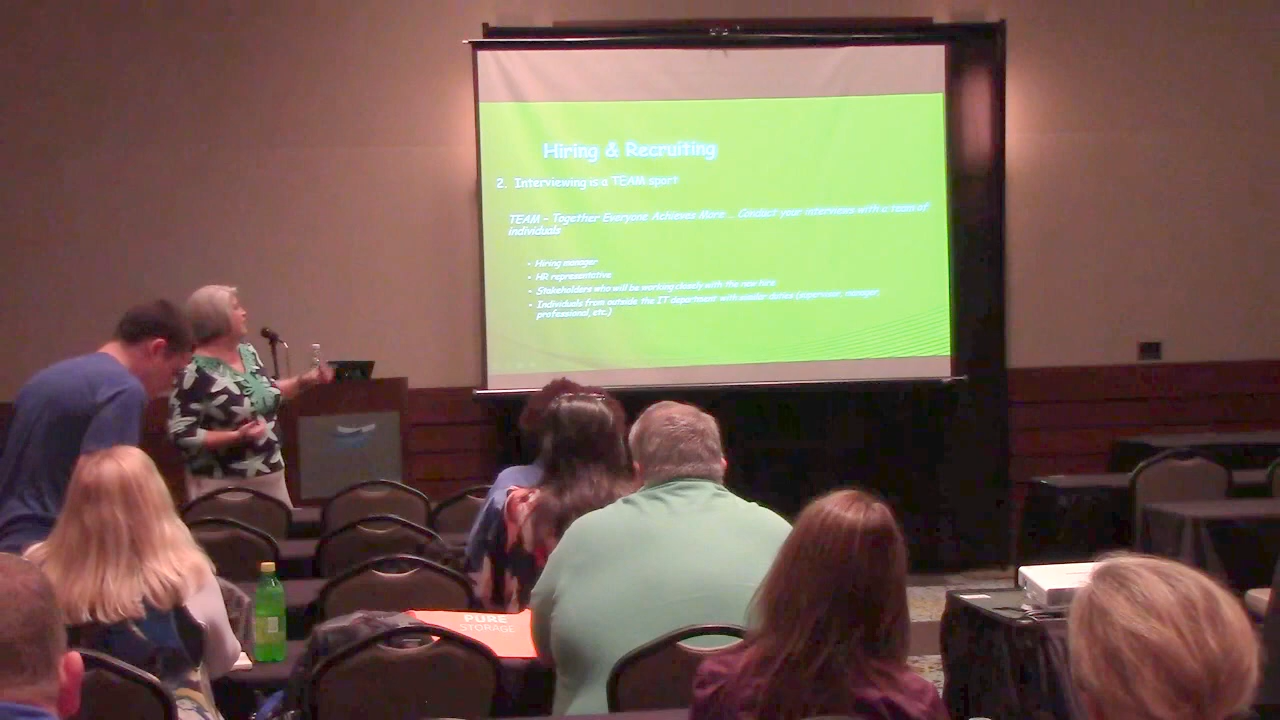 Hiring & Recruiting
2. Interviewing is a TEAM sport
TEAM – Together Everyone Achieves More ... Conduct your interviews with a team of
individuals
• Hiring manager
• HR representative
• Stakeholders who will be working closely with the new hire
• Individuals from outside the IT department with similar duties (supervisor, manager,
professional, etc.)
PURE
STORAGE